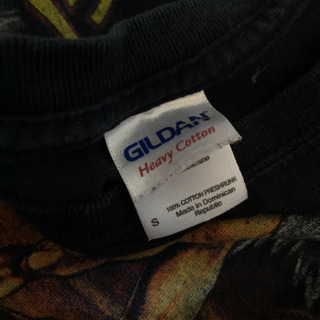 GILDAN
Heavy Cotton
S
100% COTTON PRESHRUNK
Made in Dominican
Republic